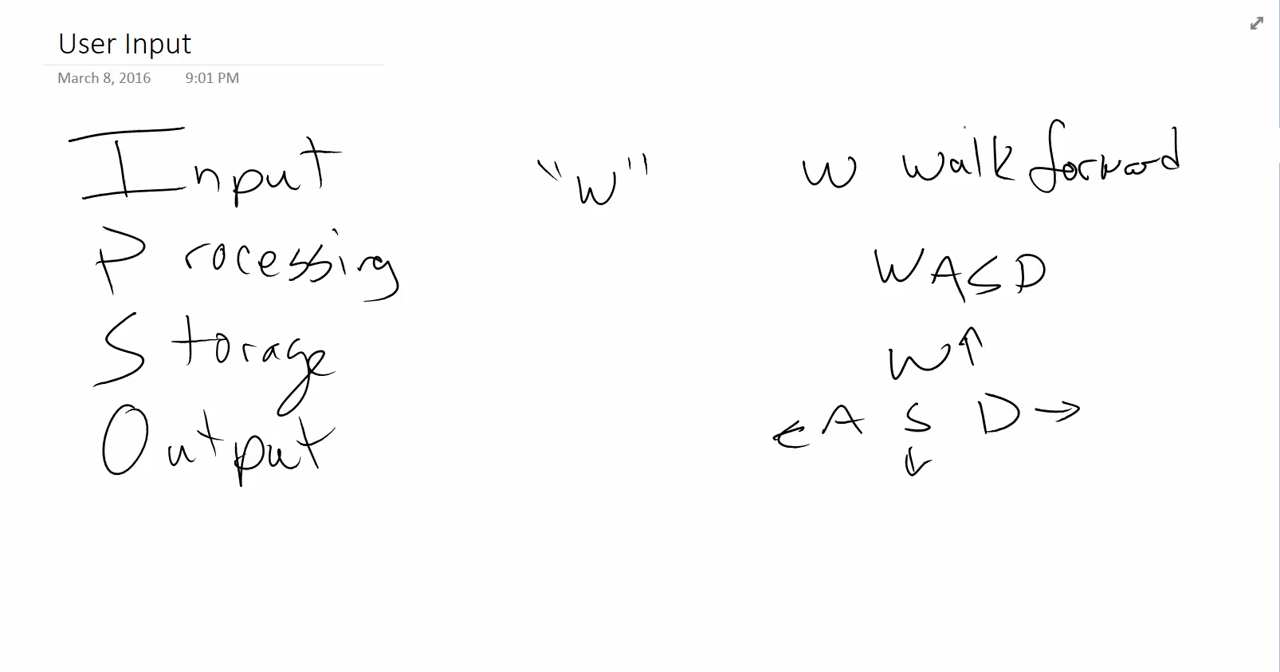 User Input
March 8, 2016 9:01 PM
Input "W" W walk forward
Processing WASD
Storage W↑
Output ←A S D→
↓